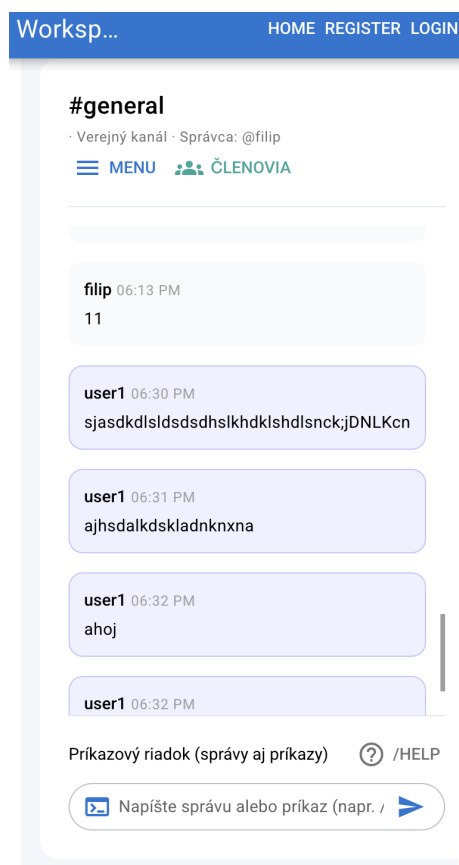 Worksp... HOME REGISTER LOGIN
#general
· Verejný kanál · Správca: @filip
MENU ČLENOVIA
filip 06:13 PM
11
user1 06:30 PM
sjasdkdlsldsdsdhslkhdklshdlsnck;jDNLKcn
user1 06:31 PM
ajhsdalkdskladnknxna
user1 06:32 PM
ahoj
user1 06:32 PM
Príkazový riadok (správy aj príkazy) /HELP
Napíšte správu alebo príkaz (napr. /